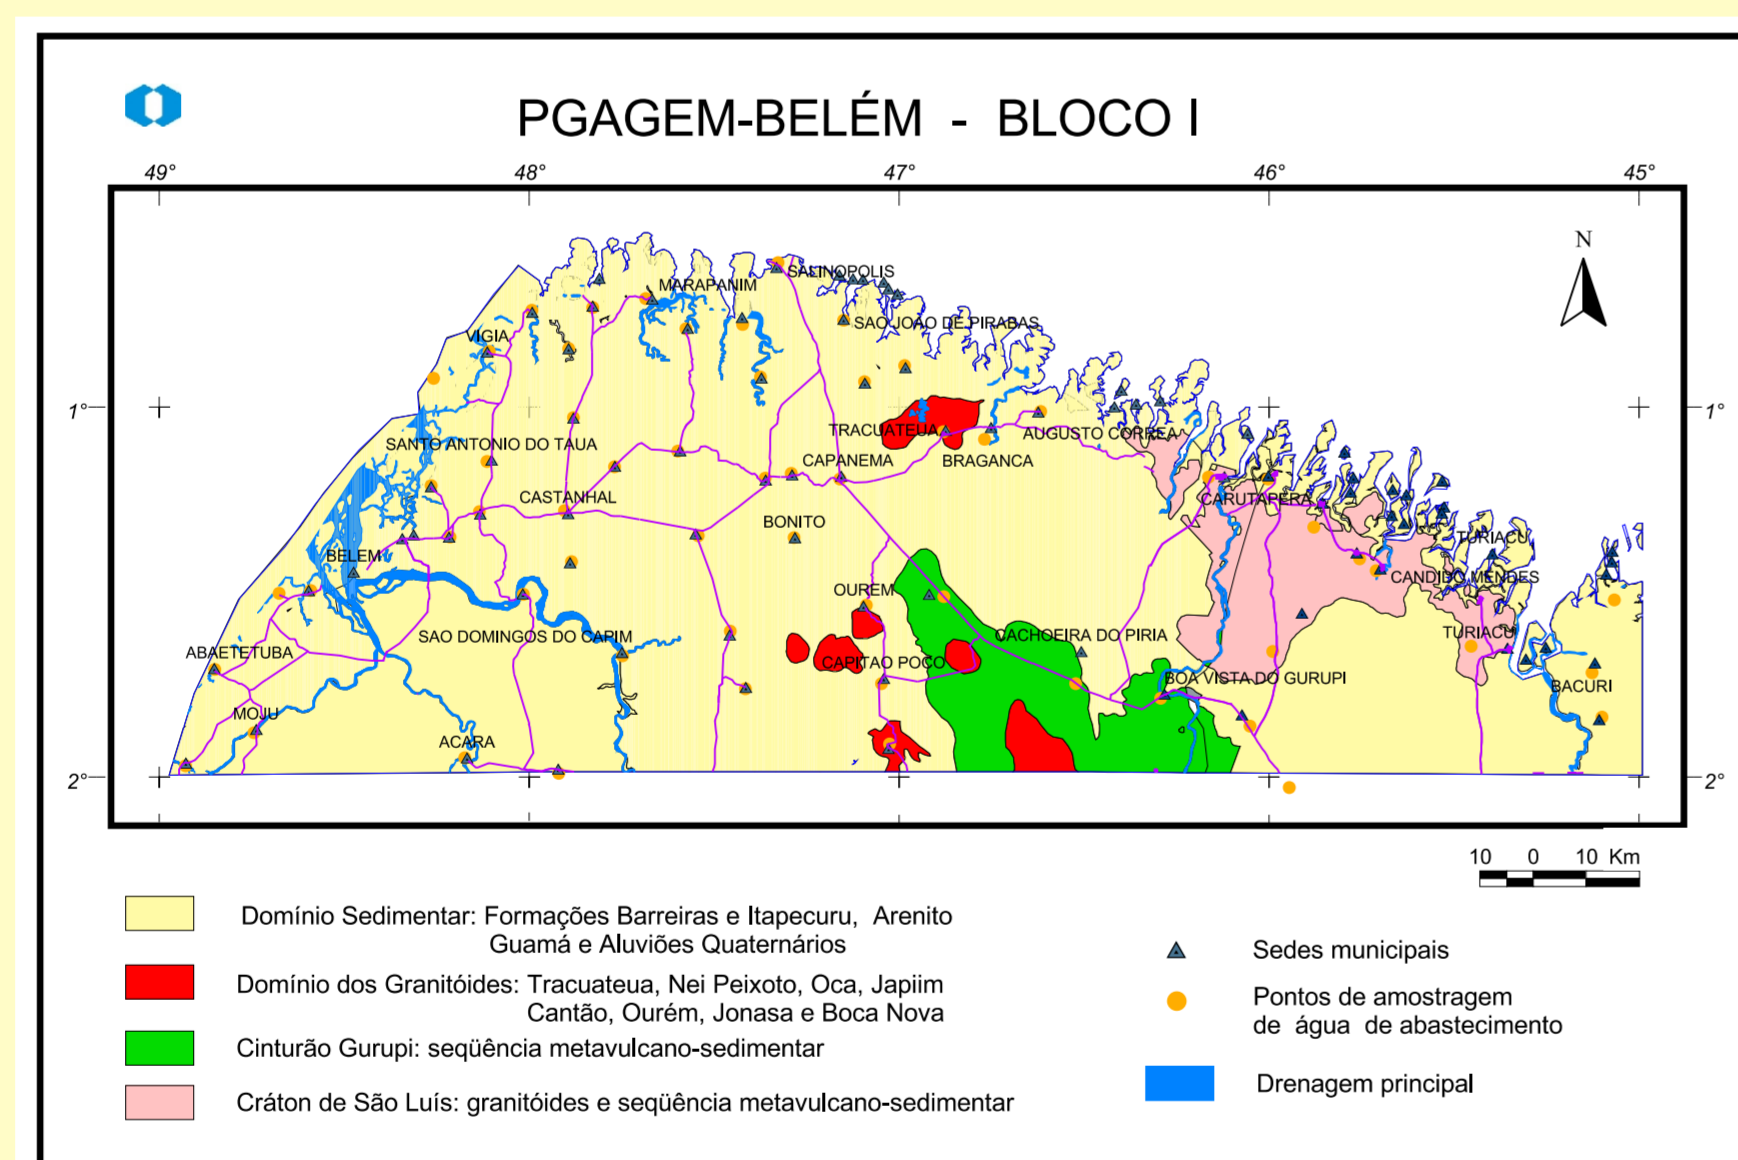 PGAGEM-BELÉM - BLOCO I
49° 48° 47° 46° 45°
N
SALINOPOLIS
MARAPANIM
SAO JOAO DE PIRABAS
VIGIA
1° 1°
TRACUATEUA
AUGUSTO CORREA
SANTO ANTONIO DO TAUA
CAPANEMA
BRAGANCA
CASTANHAL
CARUTAPERA
BONITO
TURIACU
BELEM
CANDIDO MENDES
OUREM
SAO DOMINGOS DO CAPIM
CACHOEIRA DO PIRIA
TURIACU
ABAETETUBA
CAPITAO POCO
BOA VISTA DO GURUPI
BACURI
MOJU
ACARA
2° 2°
10 0 10 Km
Domínio Sedimentar: Formações Barreiras e Itapecuru, Arenito
Guamá e Aluviões Quaternários
Domínio dos Granitóides: Tracuateua, Nei Peixoto, Oca, Japiim
Cantão, Ourém, Jonasa e Boca Nova
Cinturão Gurupi: seqüência metavulcano-sedimentar
Cráton de São Luís: granitóides e seqüência metavulcano-sedimentar
Sedes municipais
Pontos de amostragem
de água de abastecimento
Drenagem principal